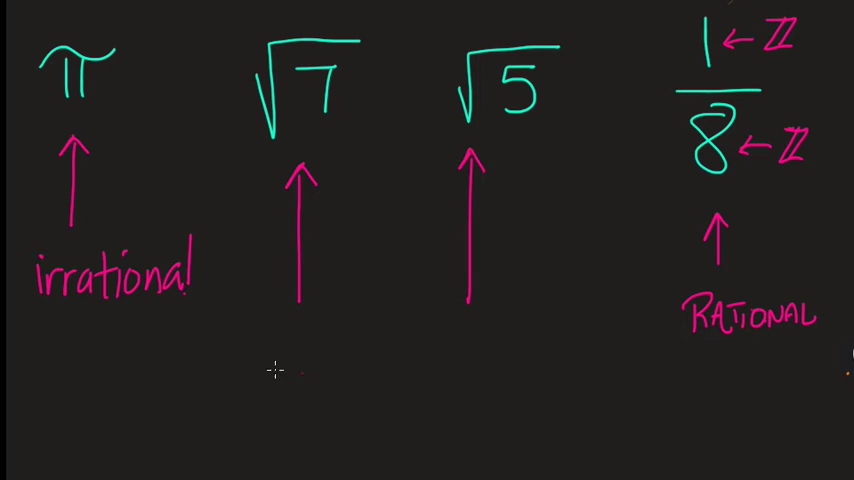 π √7 √5 1 ← ℤ
8 ← ℤ
irrational
RATIONAL